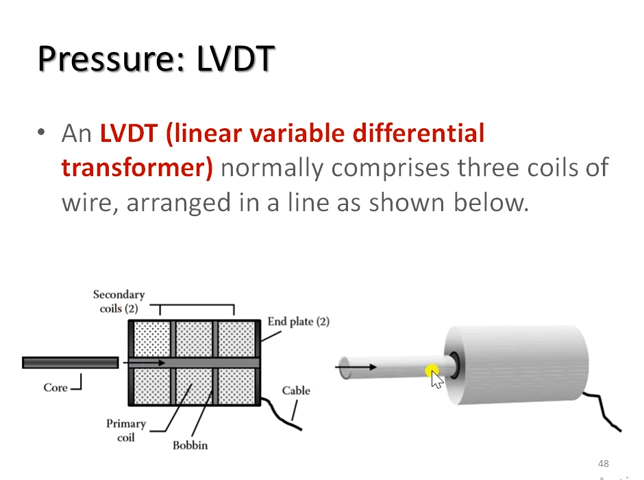 Pressure: LVDT
• An LVDT (linear variable differential
transformer) normally comprises three coils of
wire, arranged in a line as shown below.
Secondary
coils (2)
End plate (2)
Core
Cable
Primary
coil
Bobbin
48